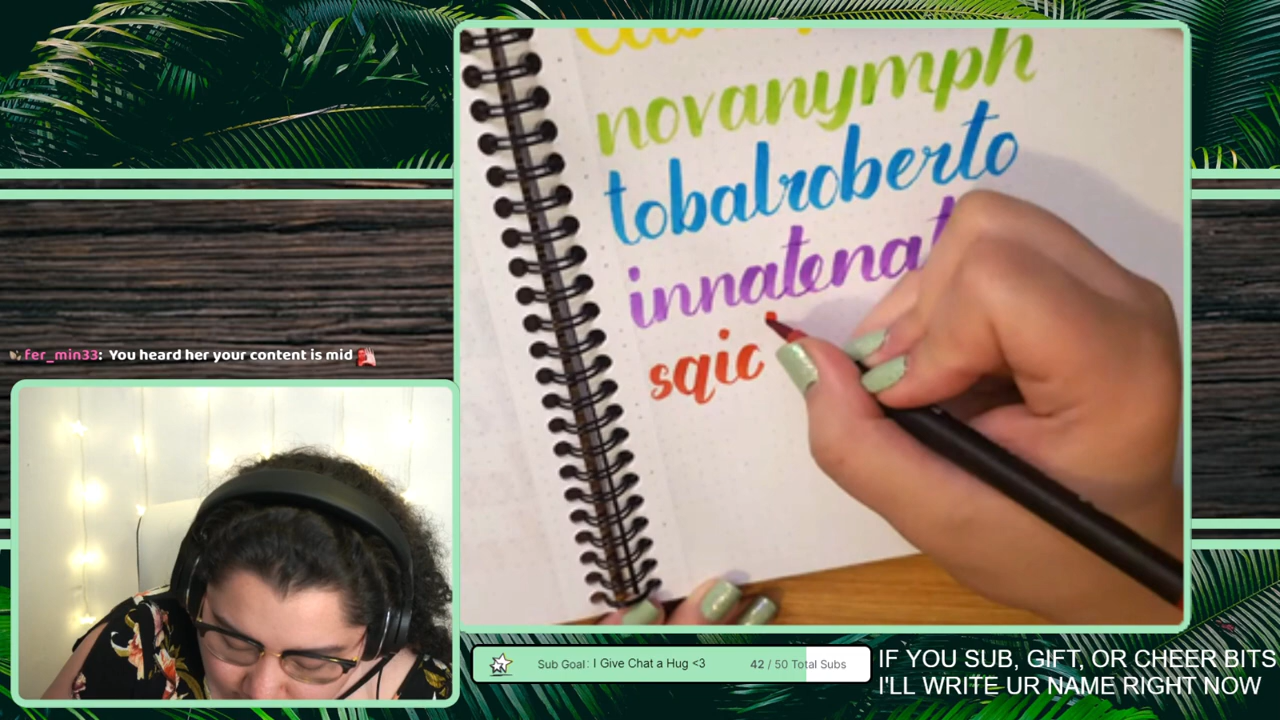 novanymph
tobalroberto
innatenat
sqic
fer_min33: You heard her your content is mid
Sub Goal: I Give Chat a Hug <3 42 / 50 Total Subs
IF YOU SUB, GIFT, OR CHEER BITS
I'LL WRITE UR NAME RIGHT NOW